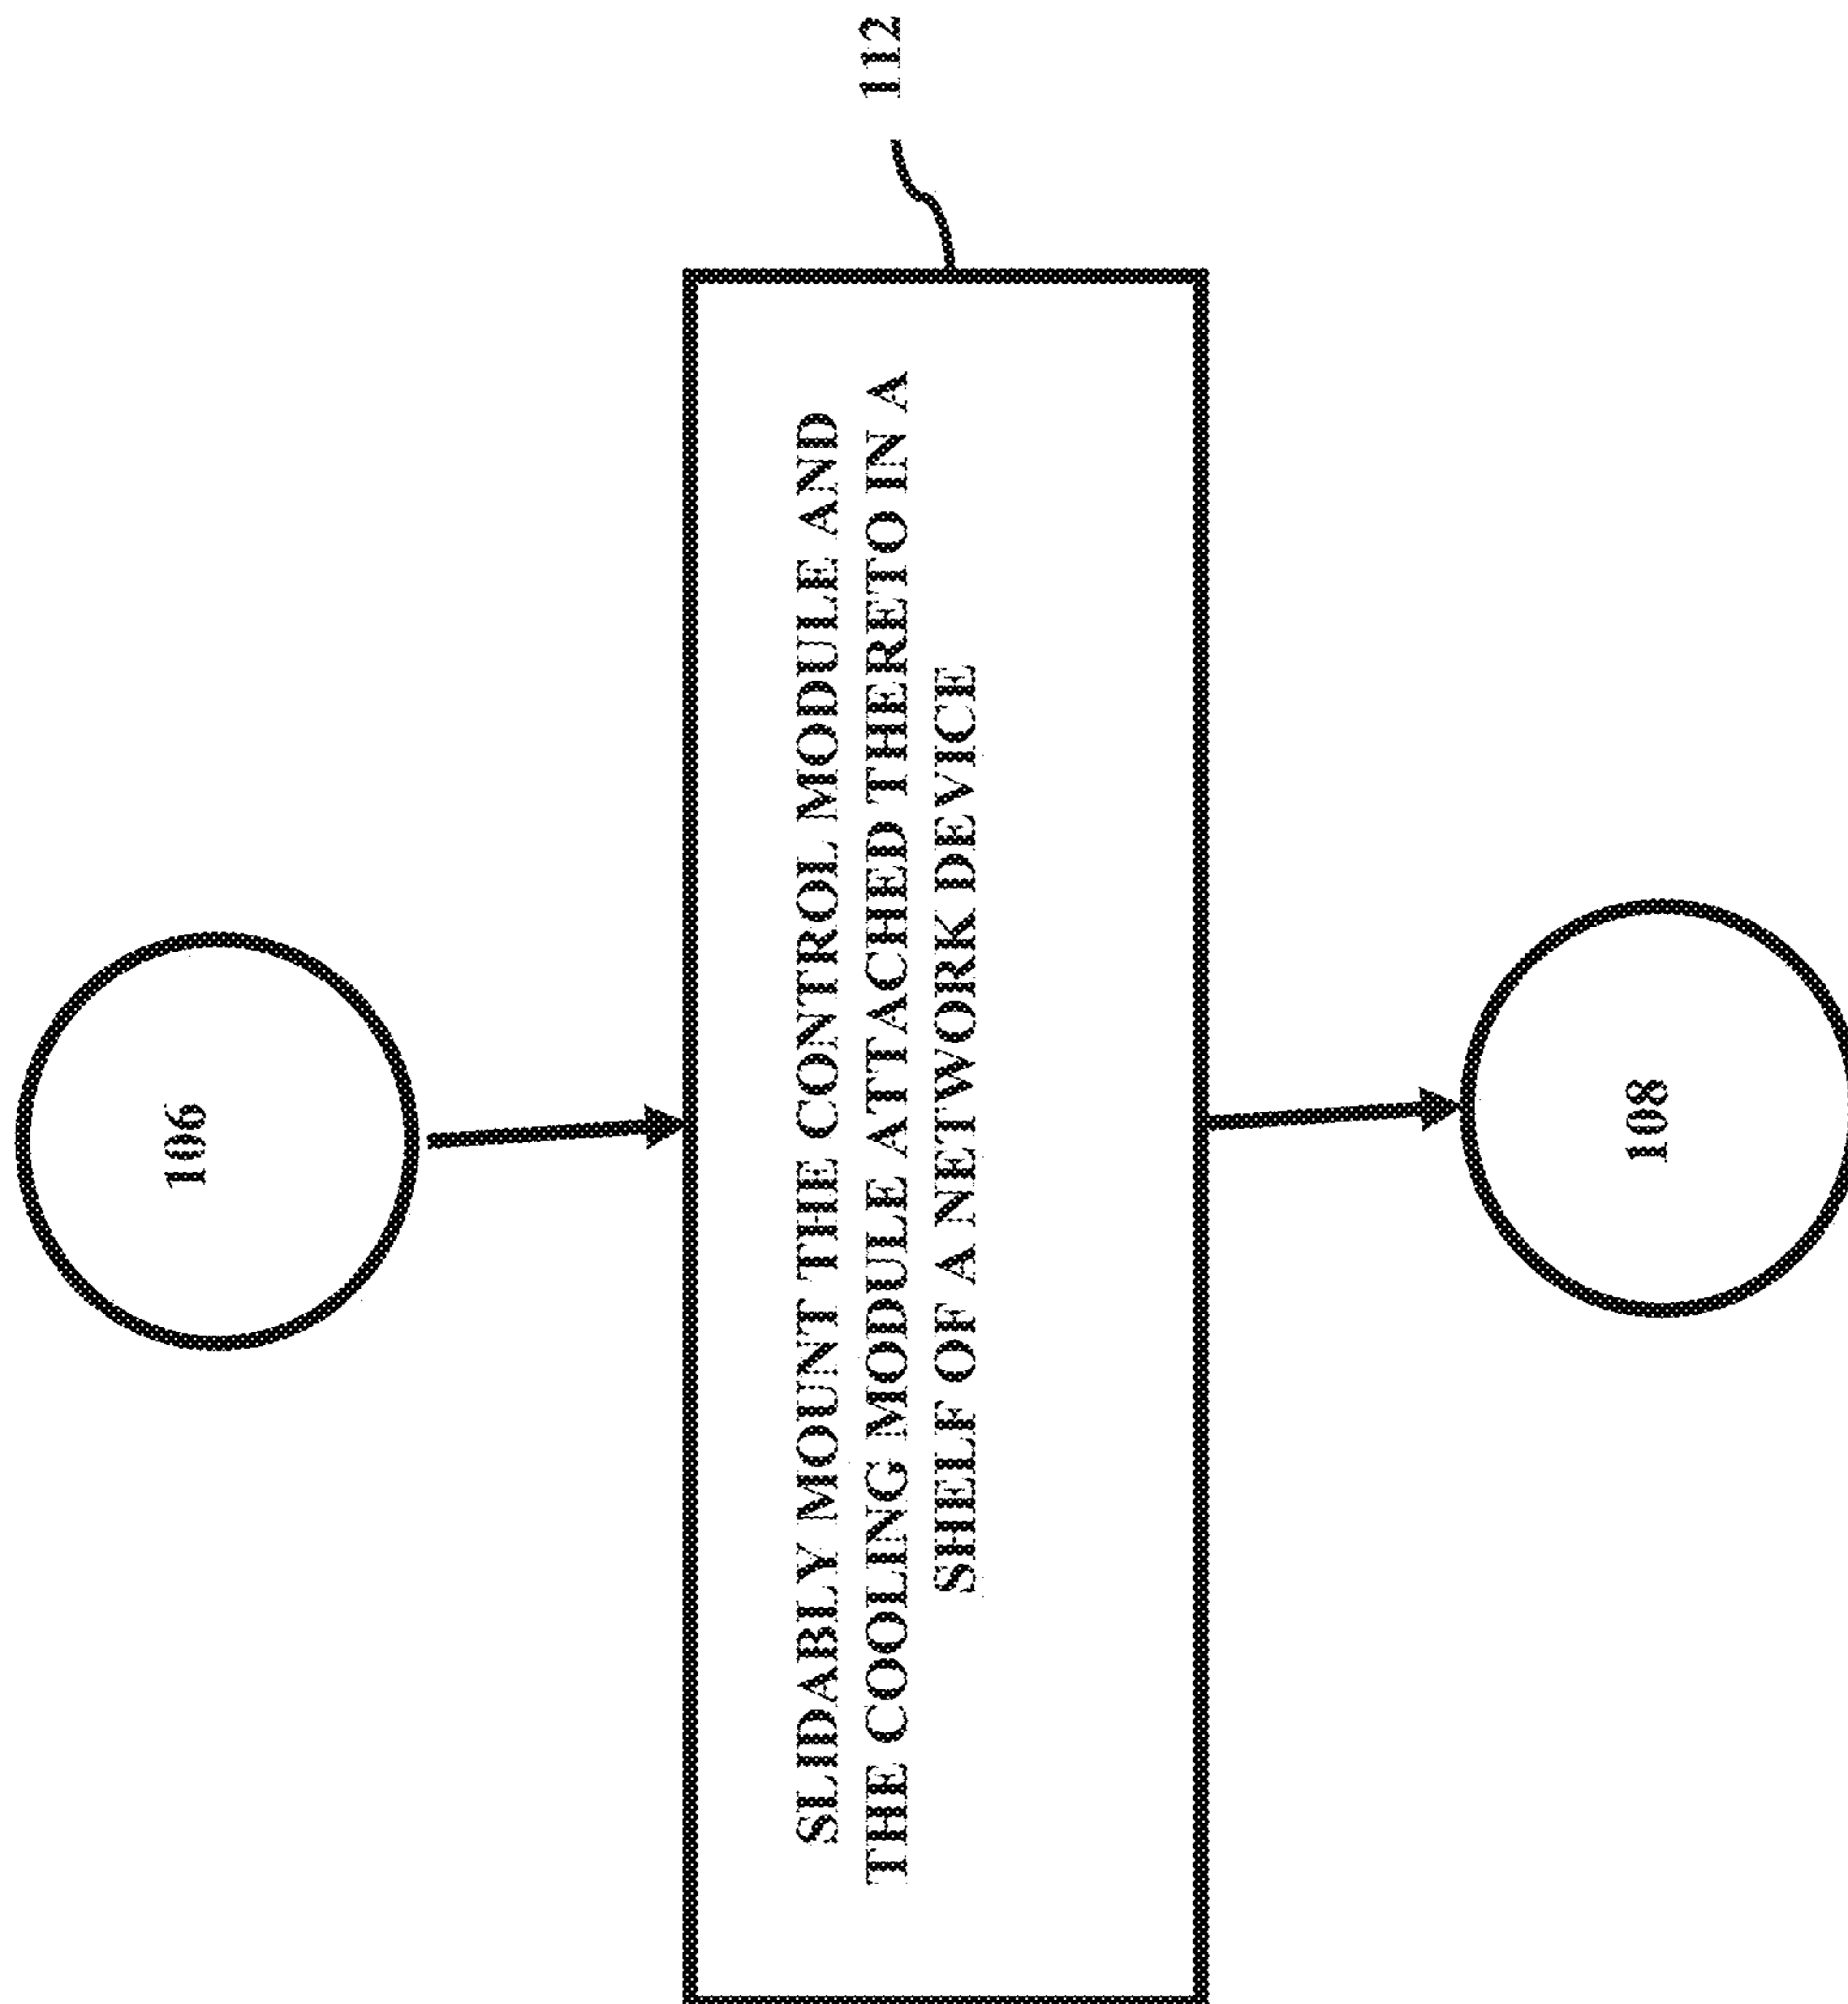 106
SLIDABLY MOUNT THE CONTROL MODULE AND
THE COOLING MODULE ATTACHED THERETO IN A
SHELF OF A NETWORK DEVICE
112
108